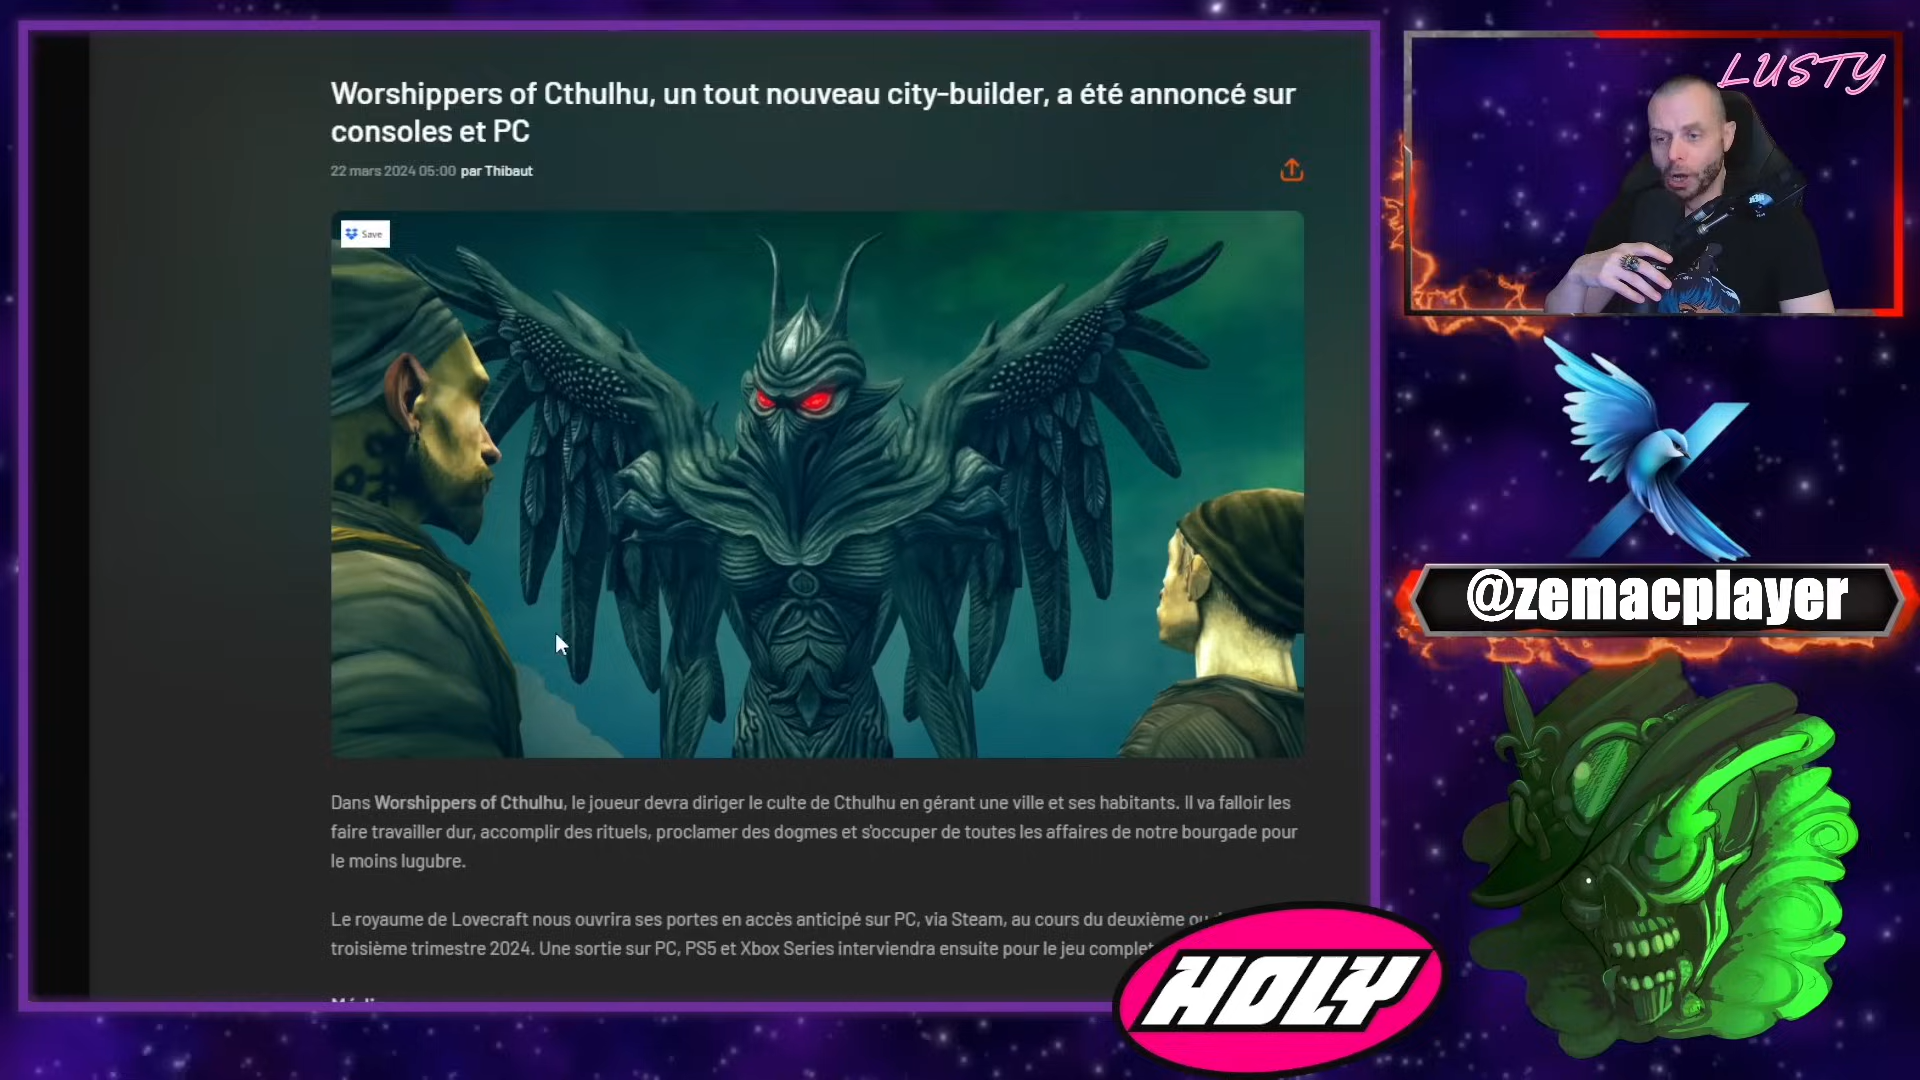 Worshippers of Cthulhu, un tout nouveau city-builder, a été annoncé sur
consoles et PC
22 mars 2024 05:00 par Thibaut
Save
Dans Worshippers of Cthulhu, le joueur devra diriger le culte de Cthulhu en gérant une ville et ses habitants. Il va falloir les
faire travailler dur, accomplir des rituels, proclamer des dogmes et s'occuper de toutes les affaires de notre bourgade pour
le moins lugubre.
Le royaume de Lovecraft nous ouvrira ses portes en accès anticipé sur PC, via Steam, au cours du deuxième ou
troisième trimestre 2024. Une sortie sur PC, PS5 et Xbox Series interviendra ensuite pour le jeu complet
LUSTY
@zemacplayer
HOLY